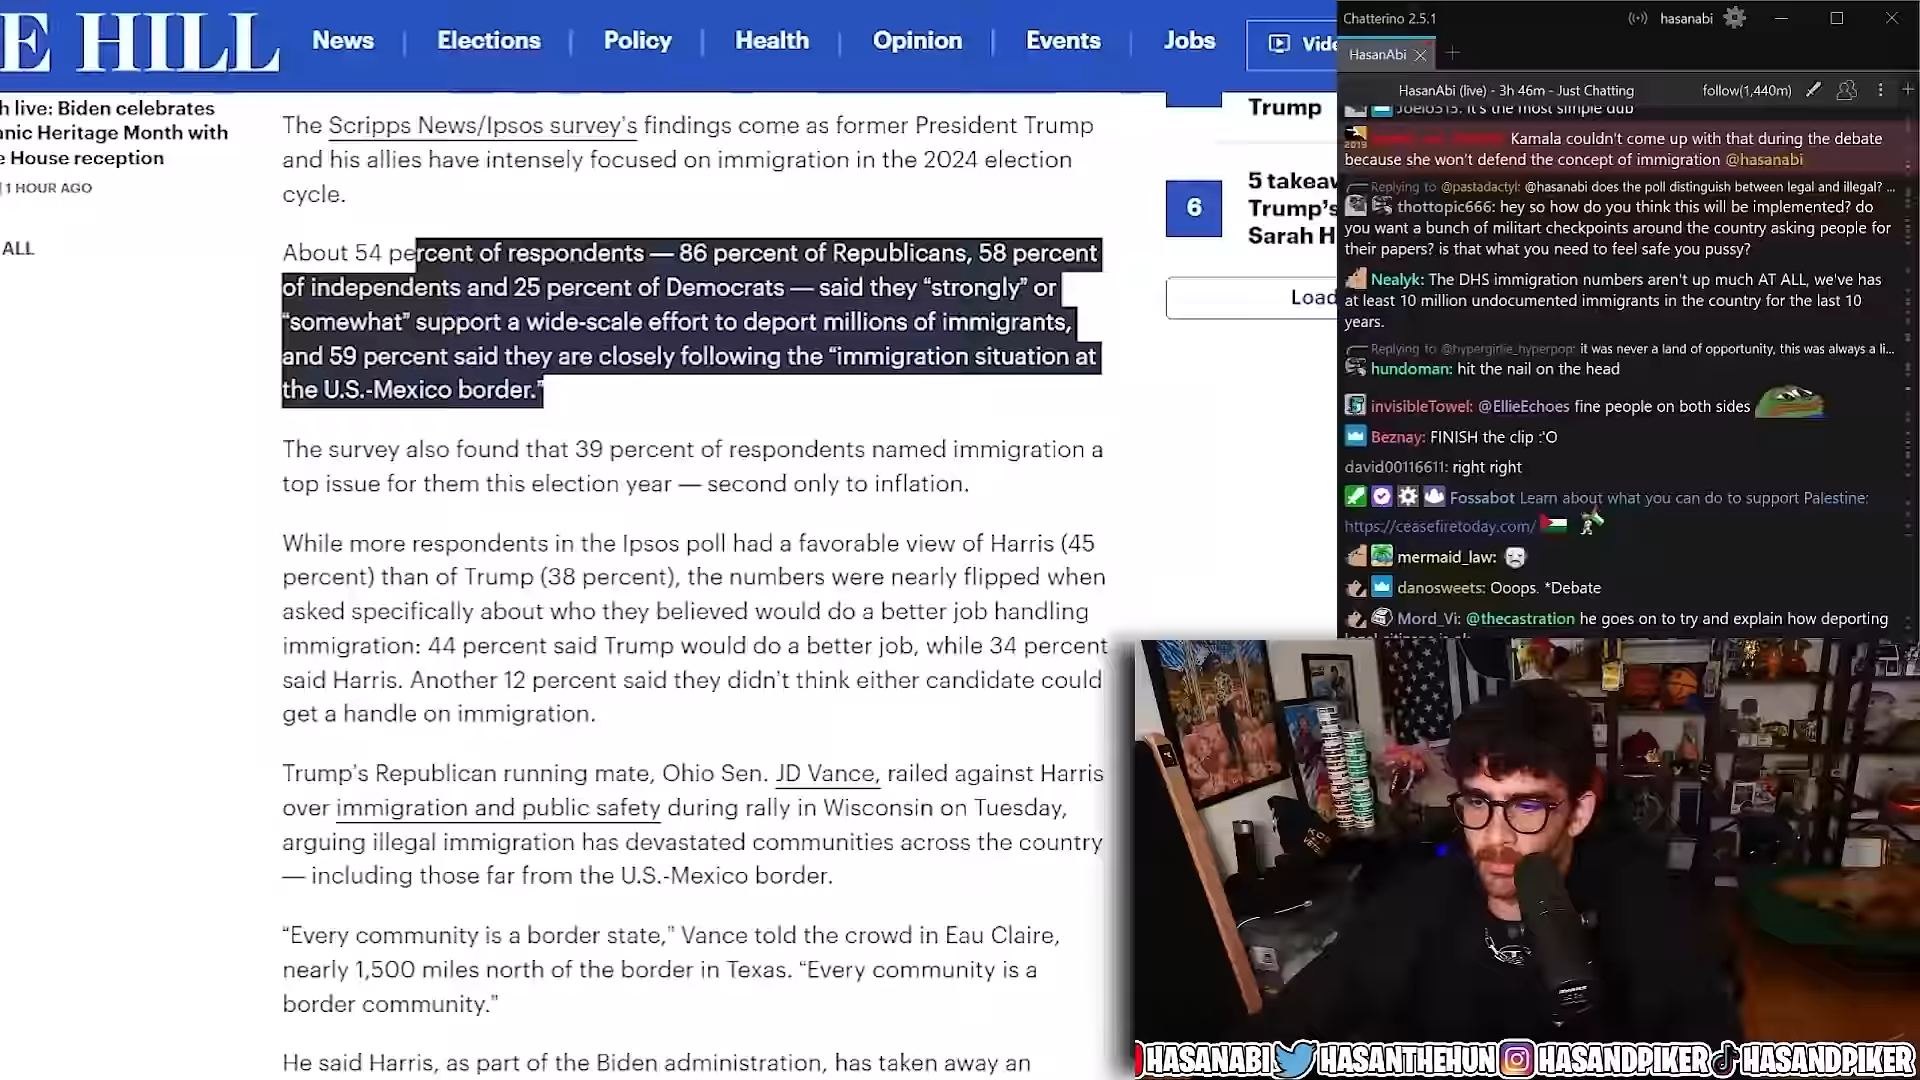 E HILL
News
Elections
Policy
Health
Opinion
Events
Jobs
h live: Biden celebrates
anic Heritage Month with
e House reception
1 HOUR AGO
ALL
The Scripps News/Ipsos survey's findings come as former President Trump
and his allies have intensely focused on immigration in the 2024 election
cycle.
About 54 percent of respondents — 86 percent of Republicans, 58 percent
of independents and 25 percent of Democrats — said they “strongly” or
“somewhat” support a wide-scale effort to deport millions of immigrants,
and 59 percent said they are closely following the “immigration situation at
the U.S.-Mexico border.”
The survey also found that 39 percent of respondents named immigration a
top issue for them this election year — second only to inflation.
While more respondents in the Ipsos poll had a favorable view of Harris (45
percent) than of Trump (38 percent), the numbers were nearly flipped when
asked specifically about who they believed would do a better job handling
immigration: 44 percent said Trump would do a better job, while 34 percent
said Harris. Another 12 percent said they didn't think either candidate could
get a handle on immigration.
Trump's Republican running mate, Ohio Sen. JD Vance, railed against Harris
over immigration and public safety during rally in Wisconsin on Tuesday,
arguing illegal immigration has devastated communities across the country
— including those far from the U.S.-Mexico border.
“Every community is a border state,” Vance told the crowd in Eau Claire,
nearly 1,500 miles north of the border in Texas. “Every community is a
border community.”
He said Harris, as part of the Biden administration, has taken away an
Trump
6
5 takeav
Trump's
Sarah H
Load
Chatterino 2.5.1
hasanabi
HasanAbi
HasanAbi (live) - 3h 46m - Just Chatting
follow(1,440m)
it's the most simple dub
2019
Kamala couldn't come up with that during the debate
because she won't defend the concept of immigration @hasanabi
Replying to @pastadactyl: @hasanabi does the poll distinguish between legal and illegal? ...
thottopic666: hey so how do you think this will be implemented? do
you want a bunch of militart checkpoints around the country asking people for
their papers? is that what you need to feel safe you pussy?
Nealyk: The DHS immigration numbers aren't up much AT ALL, we've has
at least 10 million undocumented immigrants in the country for the last 10
years.
Replying to @hypergirlie_hyperpop: it was never a land of opportunity, this was always a li...
hundoman: hit the nail on the head
invisibleTowel: @EllieEchoes fine people on both sides
Beznay: FINISH the clip :'O
david00116611: right right
Fossabot Learn about what you can do to support Palestine:
https://ceasefiretoday.com/
mermaid_law:
danosweets: Ooops. *Debate
Mord_Vi: @thecastration he goes on to try and explain how deporting
HASANABI
HASANTHEHUN
HASANDPIKER
HASANDPIKER